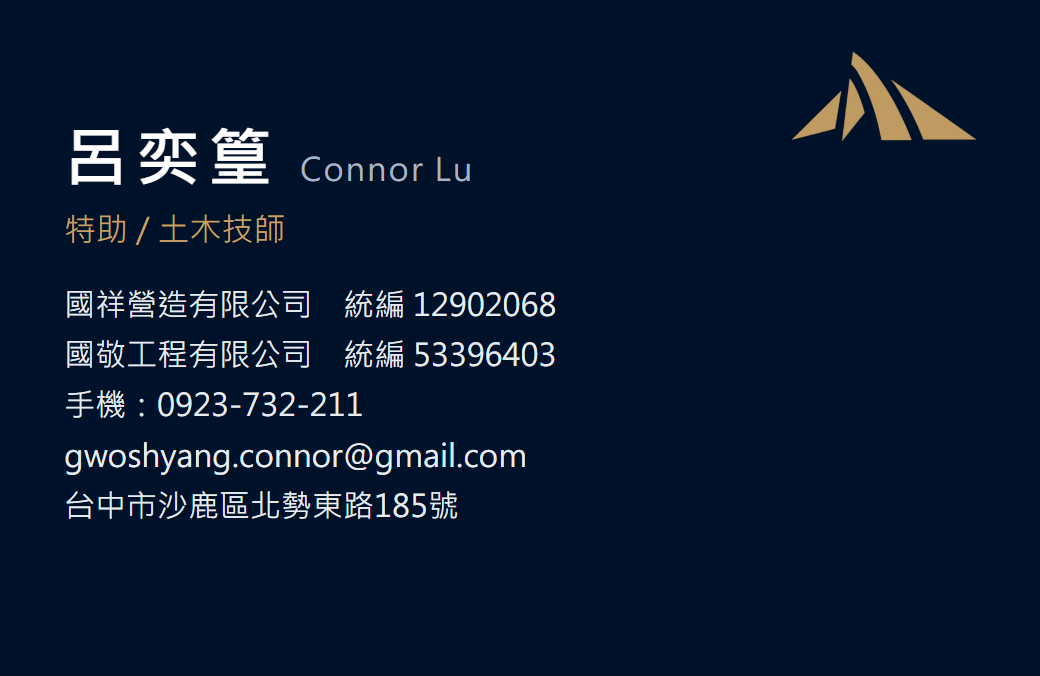 呂奕篁 Connor Lu
特助 / 土木技師
國祥營造有限公司　統編 12902068
國敬工程有限公司　統編 53396403
手機：0923-732-211
gwoshyang.connor@gmail.com
台中市沙鹿區北勢東路185號